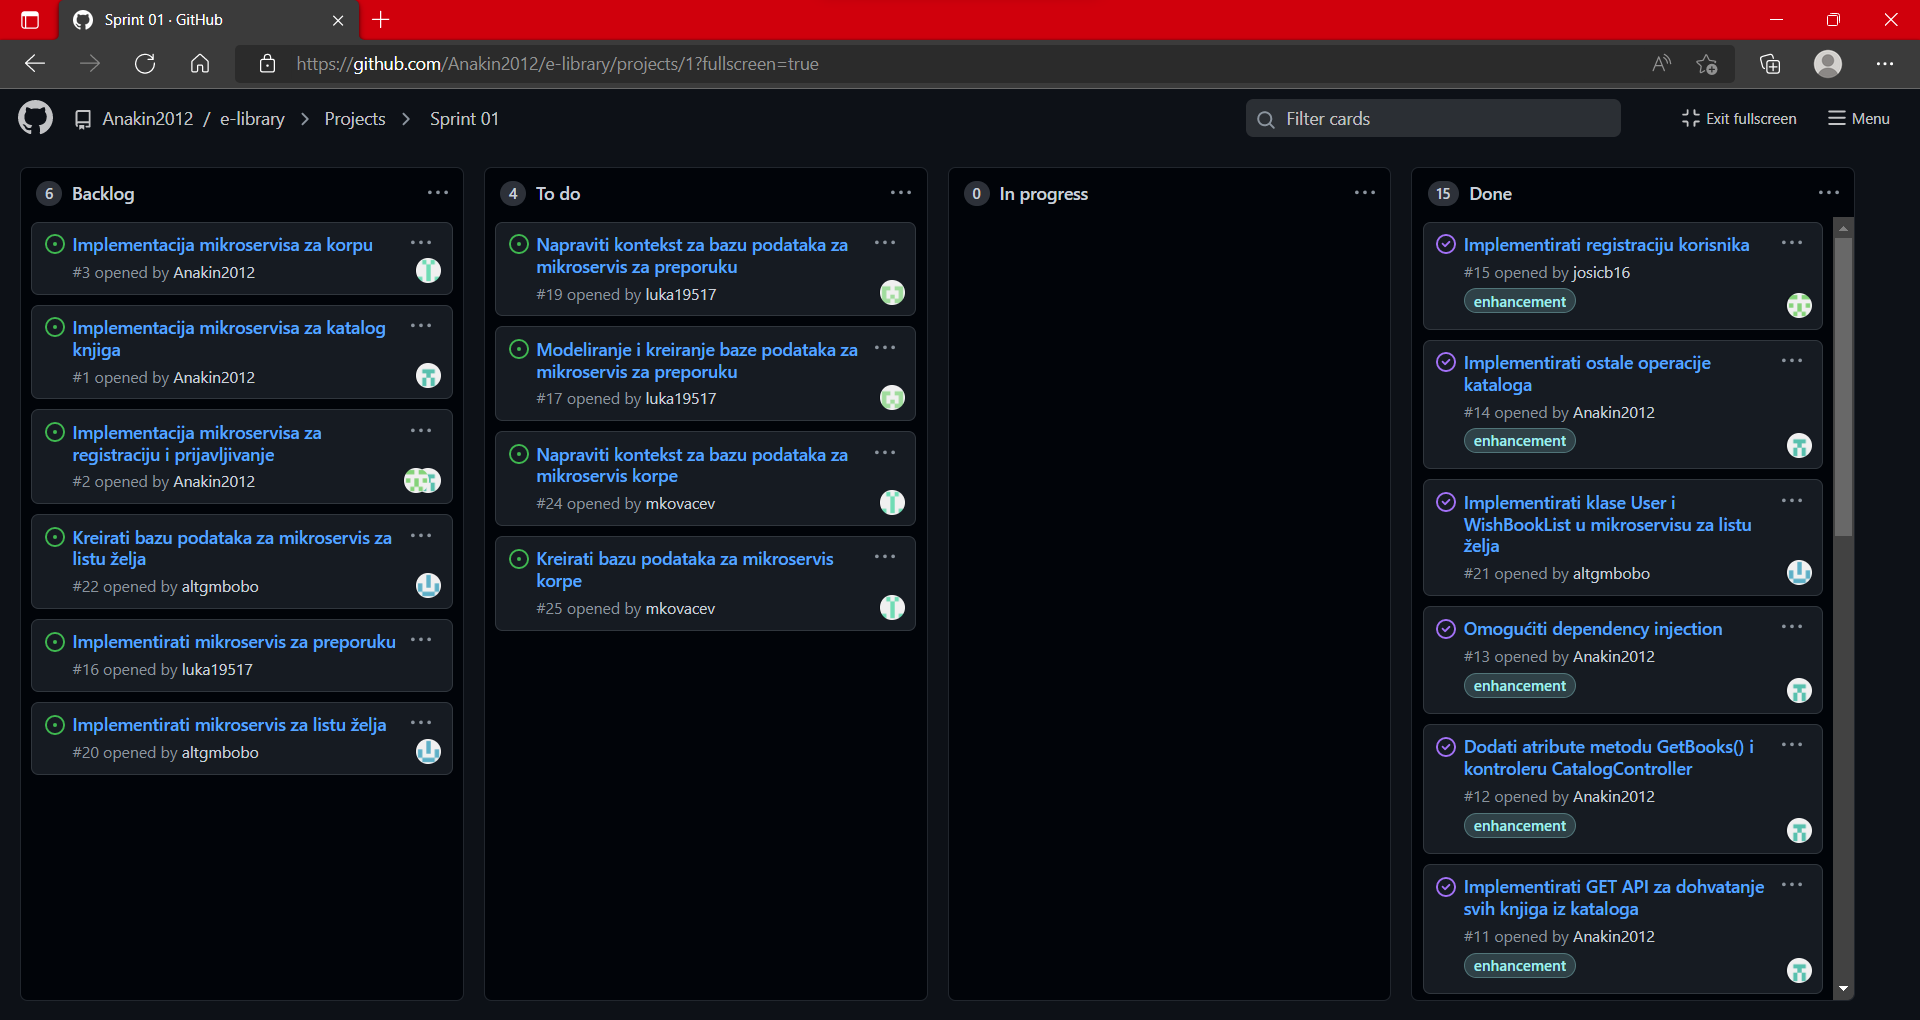 Sprint 01 · GitHub
https://github.com/Anakin2012/e-library/projects/1?fullscreen=true
Anakin2012 / e-library > Projects > Sprint 01
Filter cards
Exit fullscreen
Menu
6 Backlog
Implementacija mikroservisa za korpu
#3 opened by Anakin2012
Implementacija mikroservisa za katalog
knjiga
#1 opened by Anakin2012
Implementacija mikroservisa za
registraciju i prijavljivanje
#2 opened by Anakin2012
Kreirati bazu podataka za mikroservis za
listu želja
#22 opened by altgmbobo
Implementirati mikroservis za preporuku
#16 opened by luka19517
Implementirati mikroservis za listu želja
#20 opened by altgmbobo
4 To do
Napraviti kontekst za bazu podataka za
mikroservis za preporuku
#19 opened by luka19517
Modeliranje i kreiranje baze podataka za
mikroservis za preporuku
#17 opened by luka19517
Napraviti kontekst za bazu podataka za
mikroservis korpe
#24 opened by mkovacev
Kreirati bazu podataka za mikroservis
korpe
#25 opened by mkovacev
0 In progress
15 Done
Implementirati registraciju korisnika
#15 opened by josicb16
enhancement
Implementirati ostale operacije
kataloga
#14 opened by Anakin2012
enhancement
Implementirati klase User i
WishBookList u mikroservisu za listu
želja
#21 opened by altgmbobo
Omogućiti dependency injection
#13 opened by Anakin2012
enhancement
Dodati atribute metodu GetBooks() i
kontroleru CatalogController
#12 opened by Anakin2012
enhancement
Implementirati GET API za dohvatanje
svih knjiga iz kataloga
#11 opened by Anakin2012
enhancement